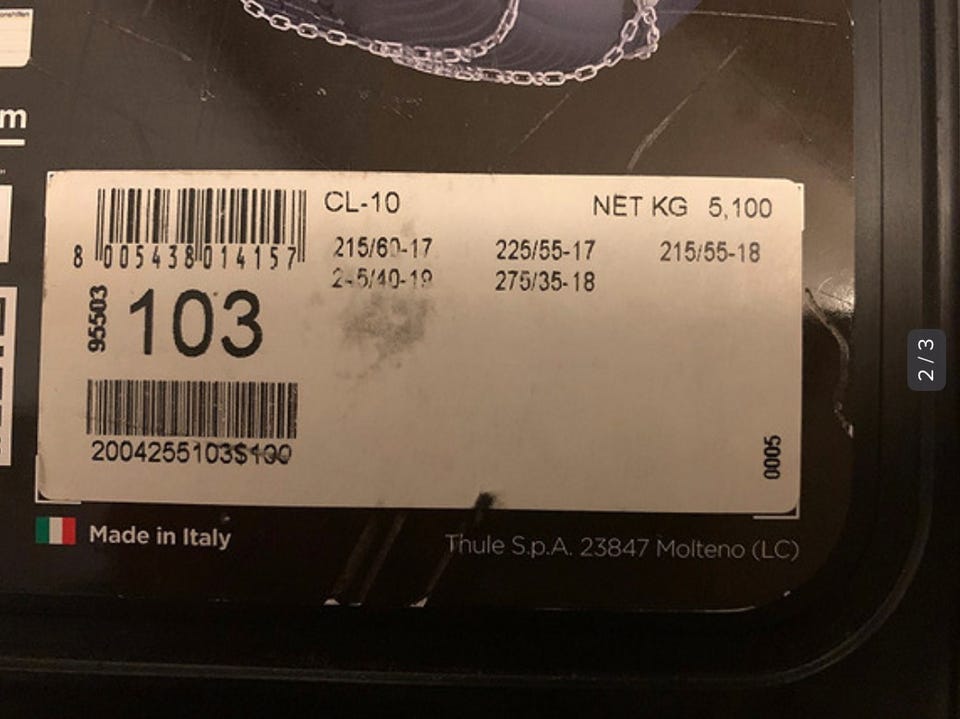 m
CL-10 NET KG 5,100
8 005438 014157
215/60-17 225/55-17 215/55-18
275/35-18
95503
103
2004255103$100
0005
Made in Italy
Thule S.p.A. 23847 Molteno (LC)
2/3